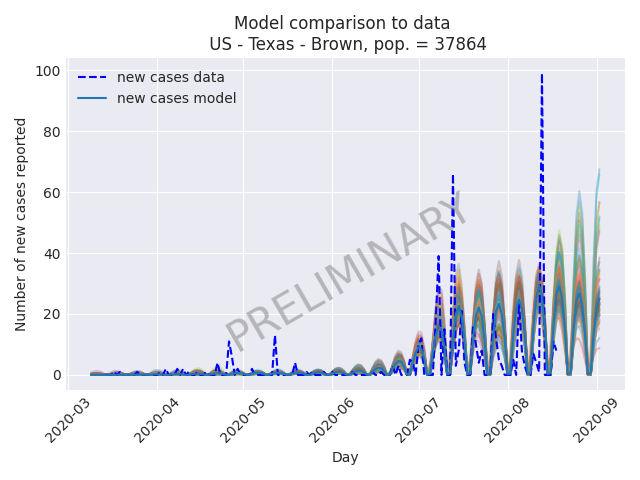 Model comparison to data
US - Texas - Brown, pop. = 37864
new cases data
new cases model
PRELIMINARY
Number of new cases reported
100
80
60
40
20
0
2020-03
2020-04
2020-05
2020-06
2020-07
2020-08
2020-09
Day